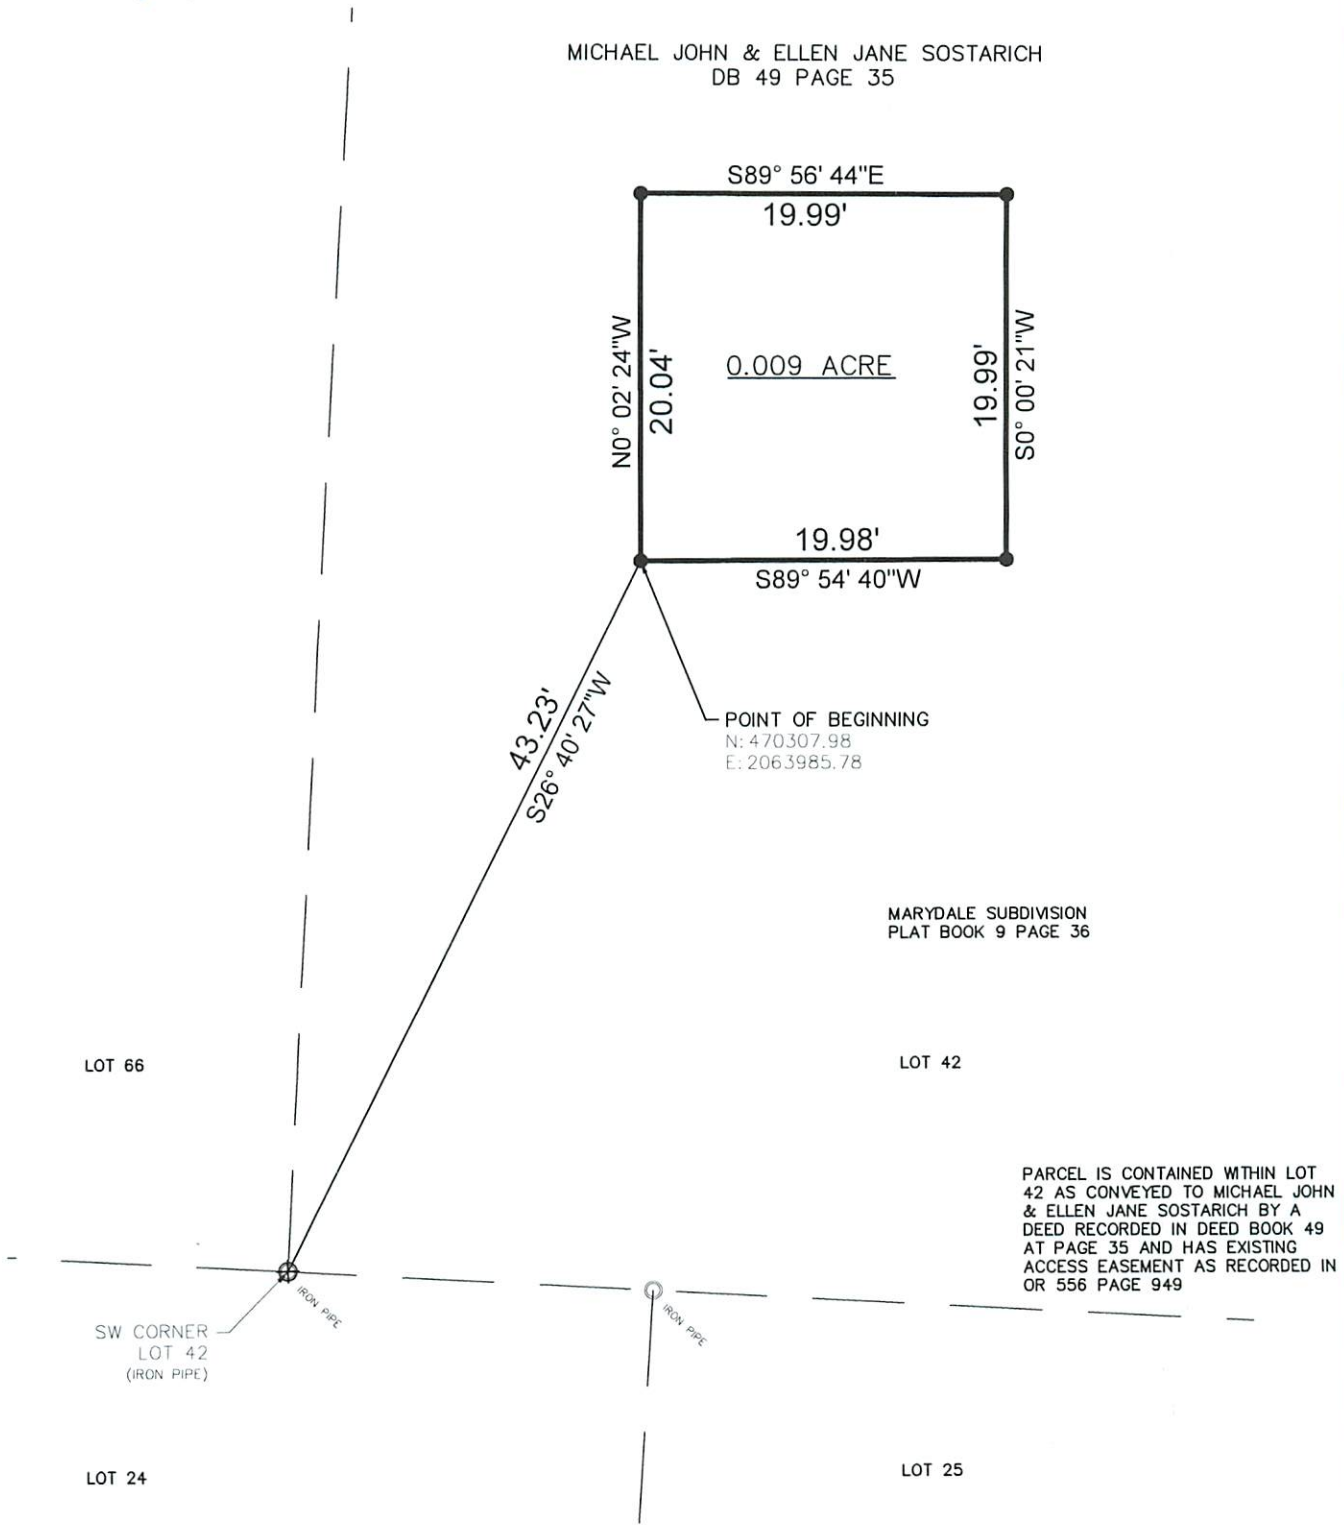 MICHAEL JOHN & ELLEN JANE SOSTARICH
DB 49 PAGE 35
S89° 56' 44"E
19.99'
N0° 02' 24"W
20.04'
0.009 ACRE
19.99'
S0° 00' 21"W
19.98'
S89° 54' 40"W
43.23'
S26° 40' 27"W
POINT OF BEGINNING
N: 470307.98
E: 2063985.78
MARYDALE SUBDIVISION
PLAT BOOK 9 PAGE 36
LOT 66
LOT 42
PARCEL IS CONTAINED WITHIN LOT
42 AS CONVEYED TO MICHAEL JOHN
& ELLEN JANE SOSTARICH BY A
DEED RECORDED IN DEED BOOK 49
AT PAGE 35 AND HAS EXISTING
ACCESS EASEMENT AS RECORDED IN
OR 556 PAGE 949
IRON PIPE
IRON PIPE
SW CORNER
LOT 42
(IRON PIPE)
LOT 24
LOT 25